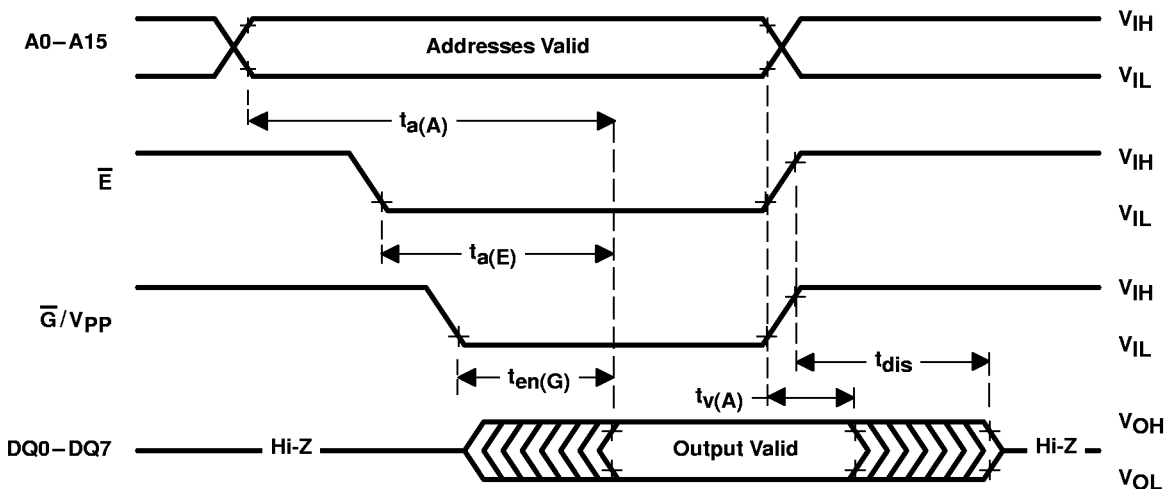 A0–A15
Addresses Valid
VIH
VIL
ta(A)
E
VIH
VIL
ta(E)
G/VPP
VIH
VIL
ten(G)
tdis
tv(A)
DQ0–DQ7
Hi-Z
Output Valid
Hi-Z
VOH
VOL